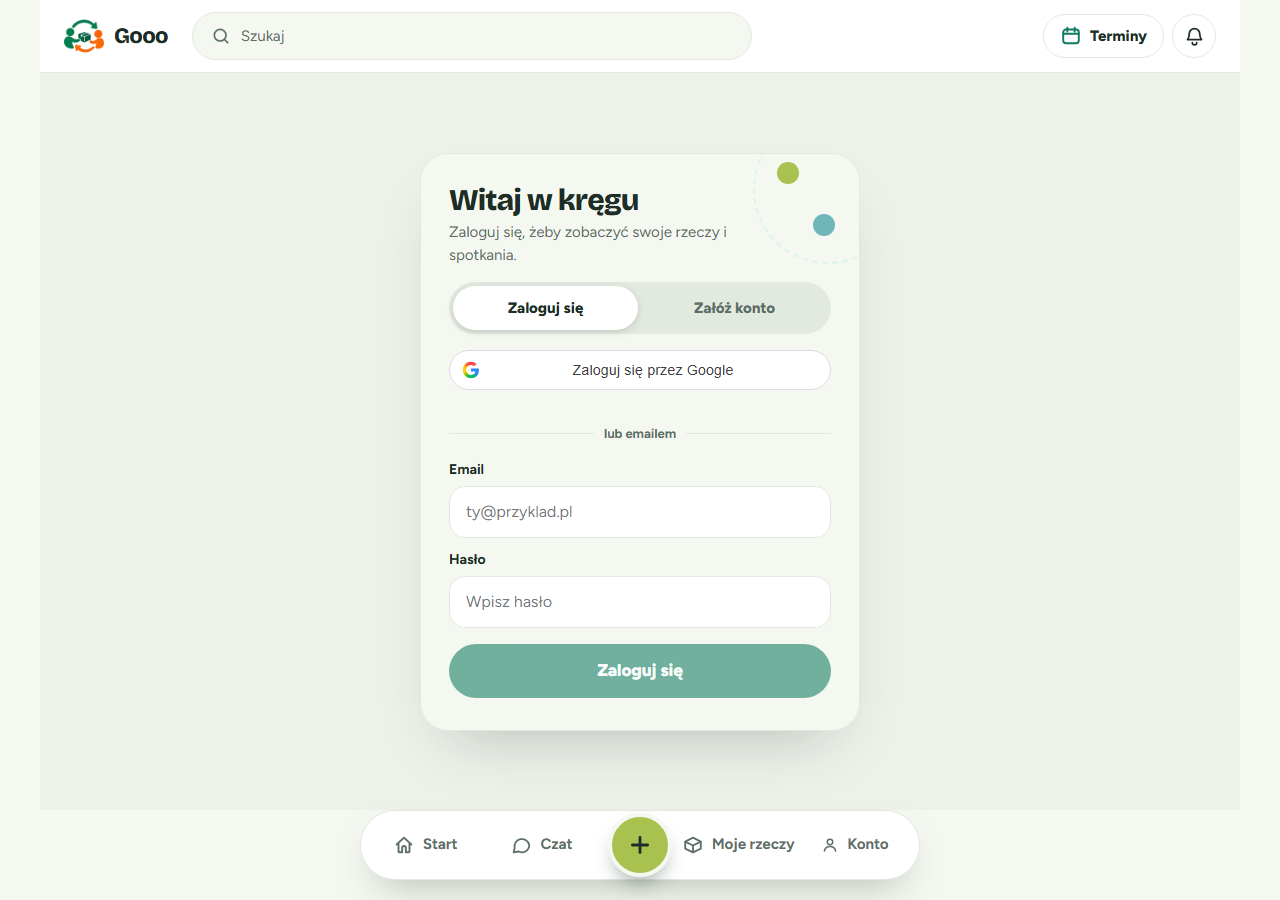 Gooo
Szukaj
Terminy
Witaj w kręgu
Zaloguj się, żeby zobaczyć swoje rzeczy i
spotkania.
Zaloguj się
Załóż konto
Zaloguj się przez Google
lub emailem
Email
ty@przyklad.pl
Hasło
Wpisz hasło
Zaloguj się
Start
Czat
Moje rzeczy
Konto